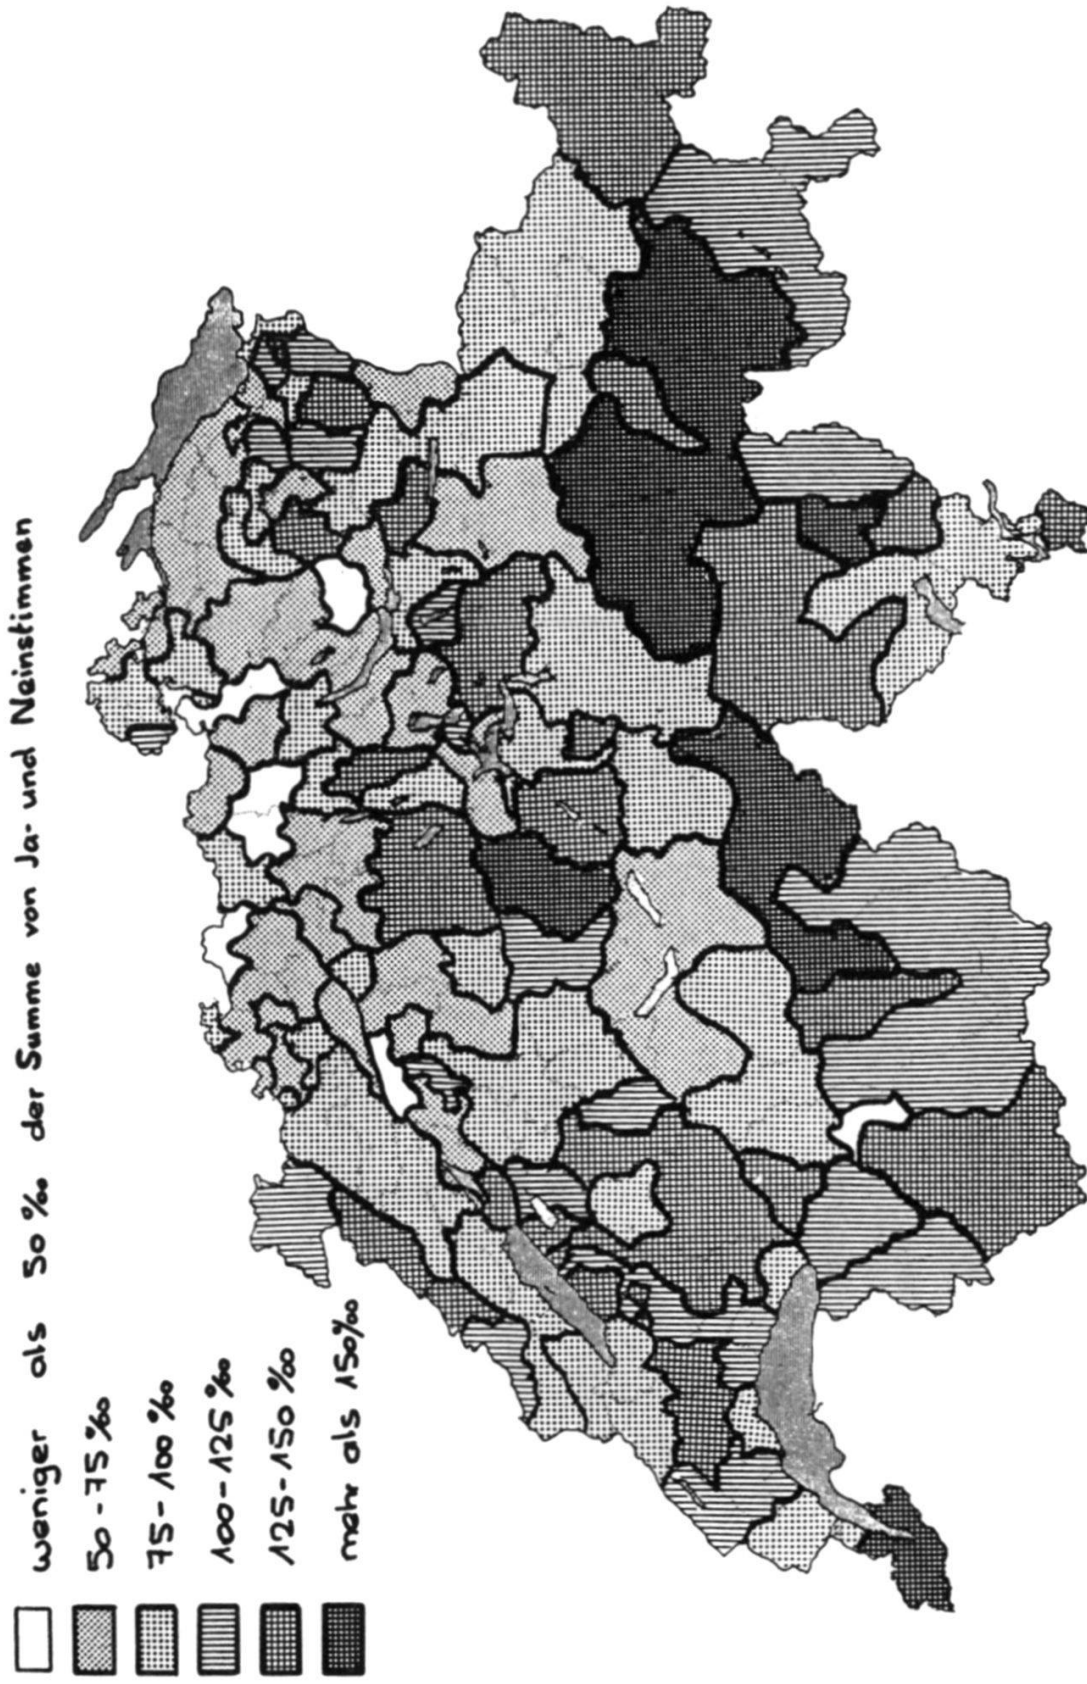 weniger als 50‰ der Summe von Ja- und Neinstimmen
50-75‰
75-100‰
100-125‰
125-150‰
mehr als 150‰